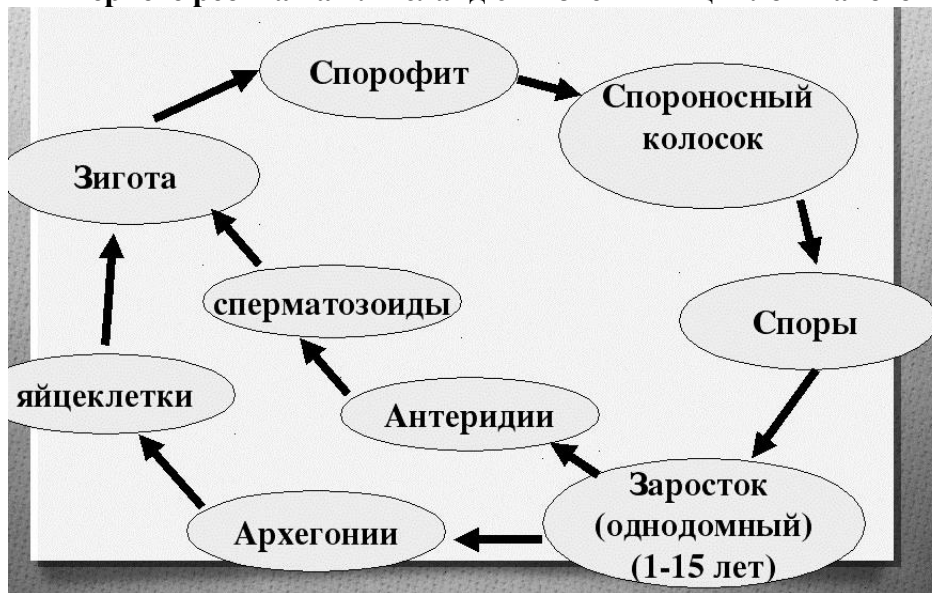 Спорофит
Спороносный
колосок
Зигота
сперматозоиды
Споры
яйцеклетки
Антеридии
Заросток
(однодомный)
(1-15 лет)
Архегонии